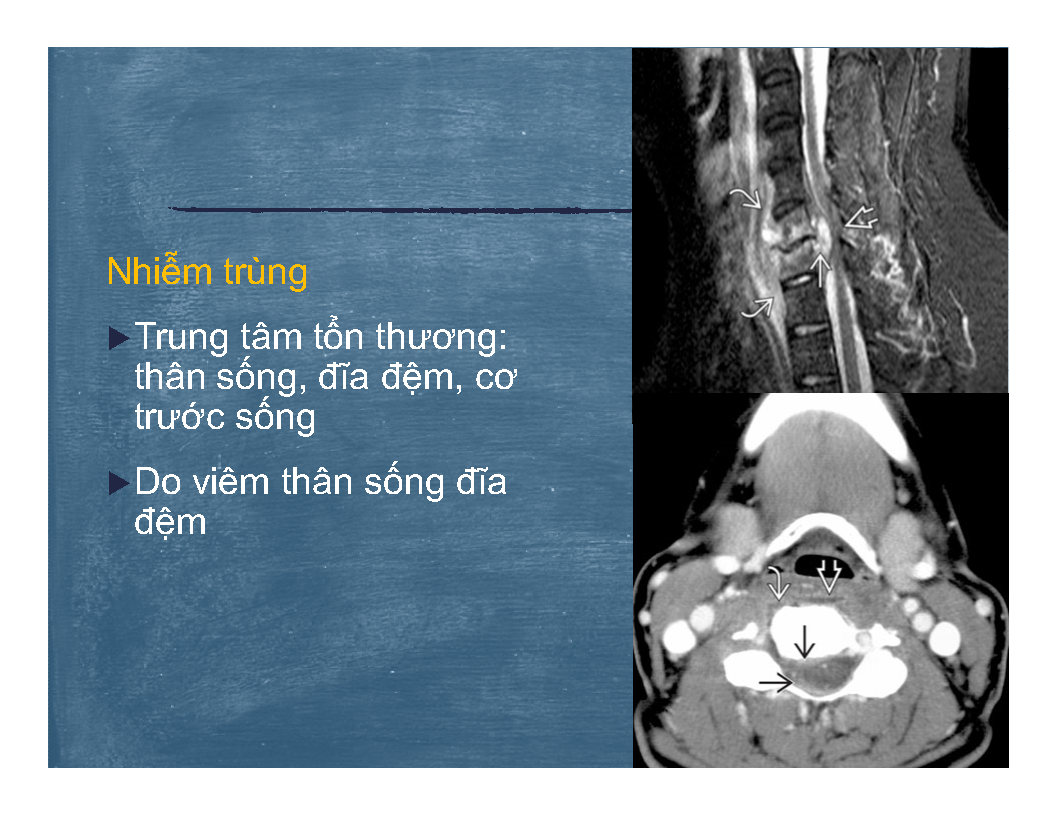 Nhiễm trùng
Trung tâm tổn thương:
thân sống, đĩa đệm, cơ
trước sống
Do viêm thân sống đĩa
đệm